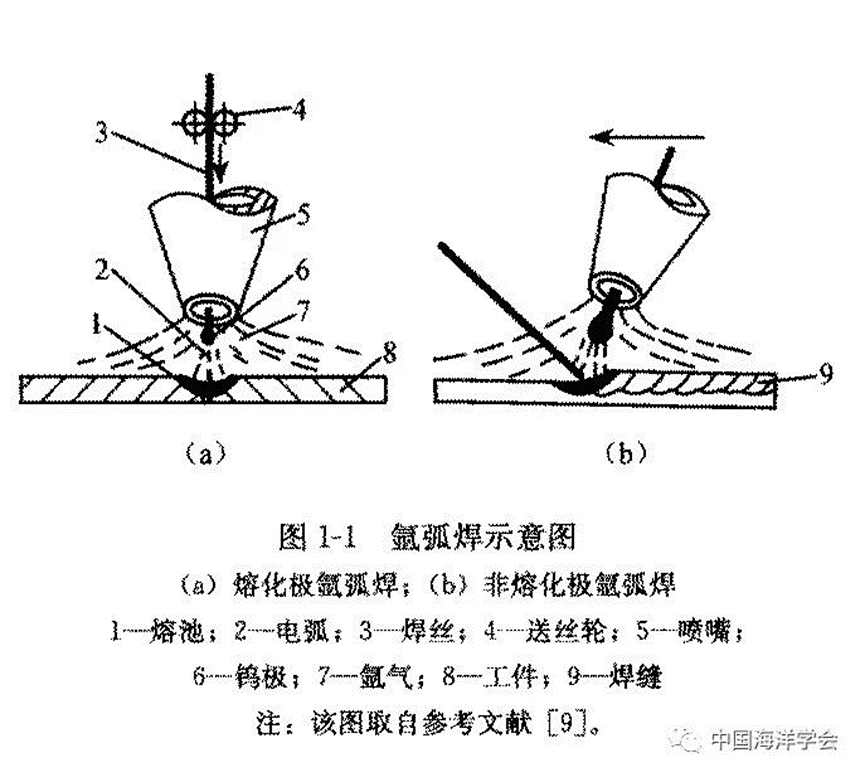 4
3
5
2
6
7
1
8
9
(a)
(b)
图 1-1 氩弧焊示意图
(a) 熔化极氩弧焊；(b) 非熔化极氩弧焊
1—熔池；2—电弧；3—焊丝；4—送丝轮；5—喷嘴；
6—钨极；7—氩气；8—工件；9—焊缝
注：该图取自参考文献 [9]。
中国海洋学会